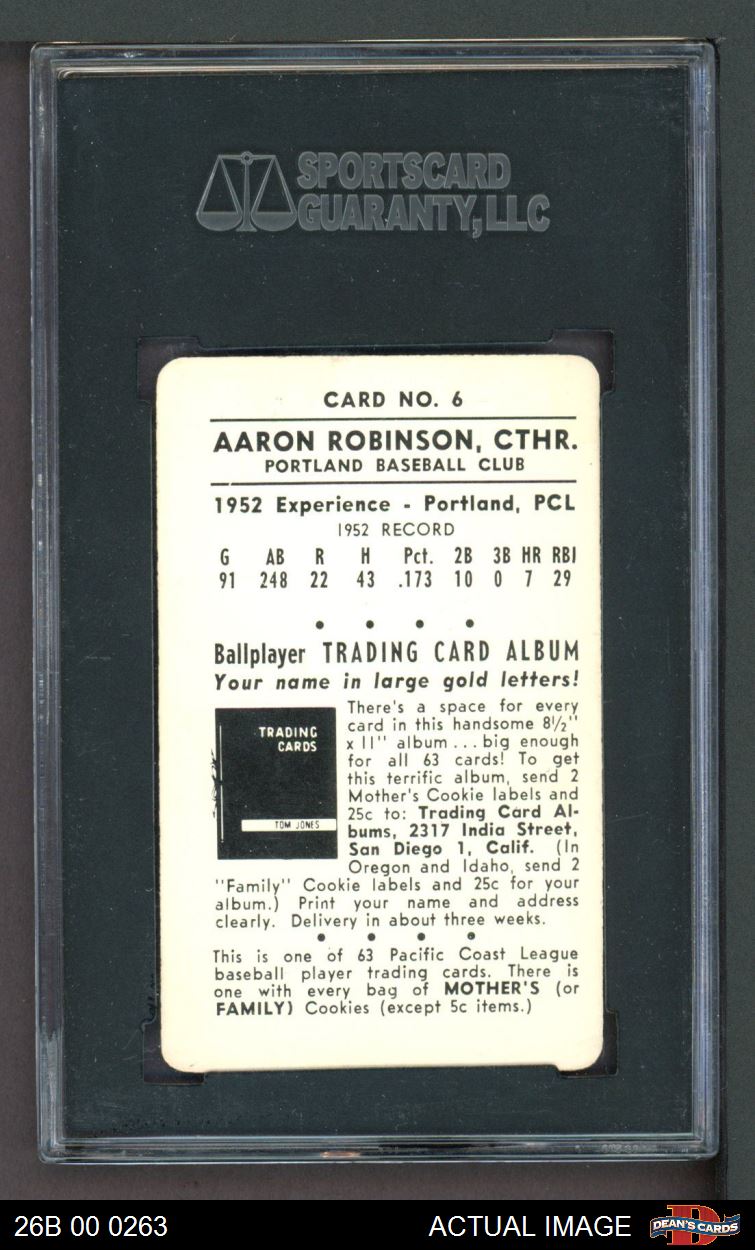 SPORTSCARD
GUARANTY, LLC
CARD NO. 6
AARON ROBINSON, CTHR.
PORTLAND BASEBALL CLUB
1952 Experience - Portland, PCL
1952 RECORD
G AB R H Pct. 2B 3B HR RBI
91 248 22 43 .173 10 0 7 29
• • • •
Ballplayer TRADING CARD ALBUM
Your name in large gold letters!
TRADING
CARDS
TOM JONES
There's a space for every
card in this handsome 8½"
x 11" album . . . big enough
for all 63 cards! To get
this terrific album, send 2
Mother's Cookie labels and
25c to: Trading Card Al-
bums, 2317 India Street,
San Diego 1, Calif. (In
Oregon and Idaho, send 2
"Family" Cookie labels and 25c for your
album.) Print your name and address
clearly. Delivery in about three weeks.
• • • •
This is one of 63 Pacific Coast League
baseball player trading cards. There is
one with every bag of MOTHER'S (or
FAMILY) Cookies (except 5c items.)
26B 00 0263
ACTUAL IMAGE
D
DEAN'S CARDS